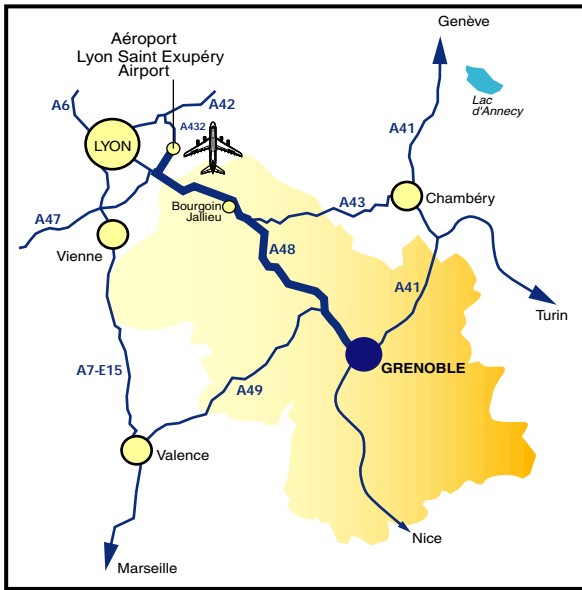 Genève
Aéroport
Lyon Saint Exupéry
Airport
Lac
d'Annecy
A6
A42
A432
A41
LYON
Chambéry
A43
Bourgoin
Jallieu
A47
Vienne
A48
A41
Turin
GRENOBLE
A7-E15
A49
Valence
Nice
Marseille